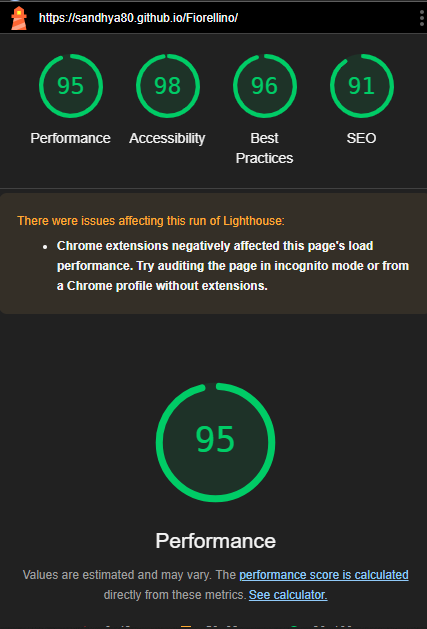 https://sandhya80.github.io/Fiorellino/
95
98
96
91
Performance
Accessibility
Best
Practices
SEO
There were issues affecting this run of Lighthouse:
• Chrome extensions negatively affected this page's load
performance. Try auditing the page in incognito mode or from
a Chrome profile without extensions.
95
Performance
Values are estimated and may vary. The performance score is calculated
directly from these metrics. See calculator.